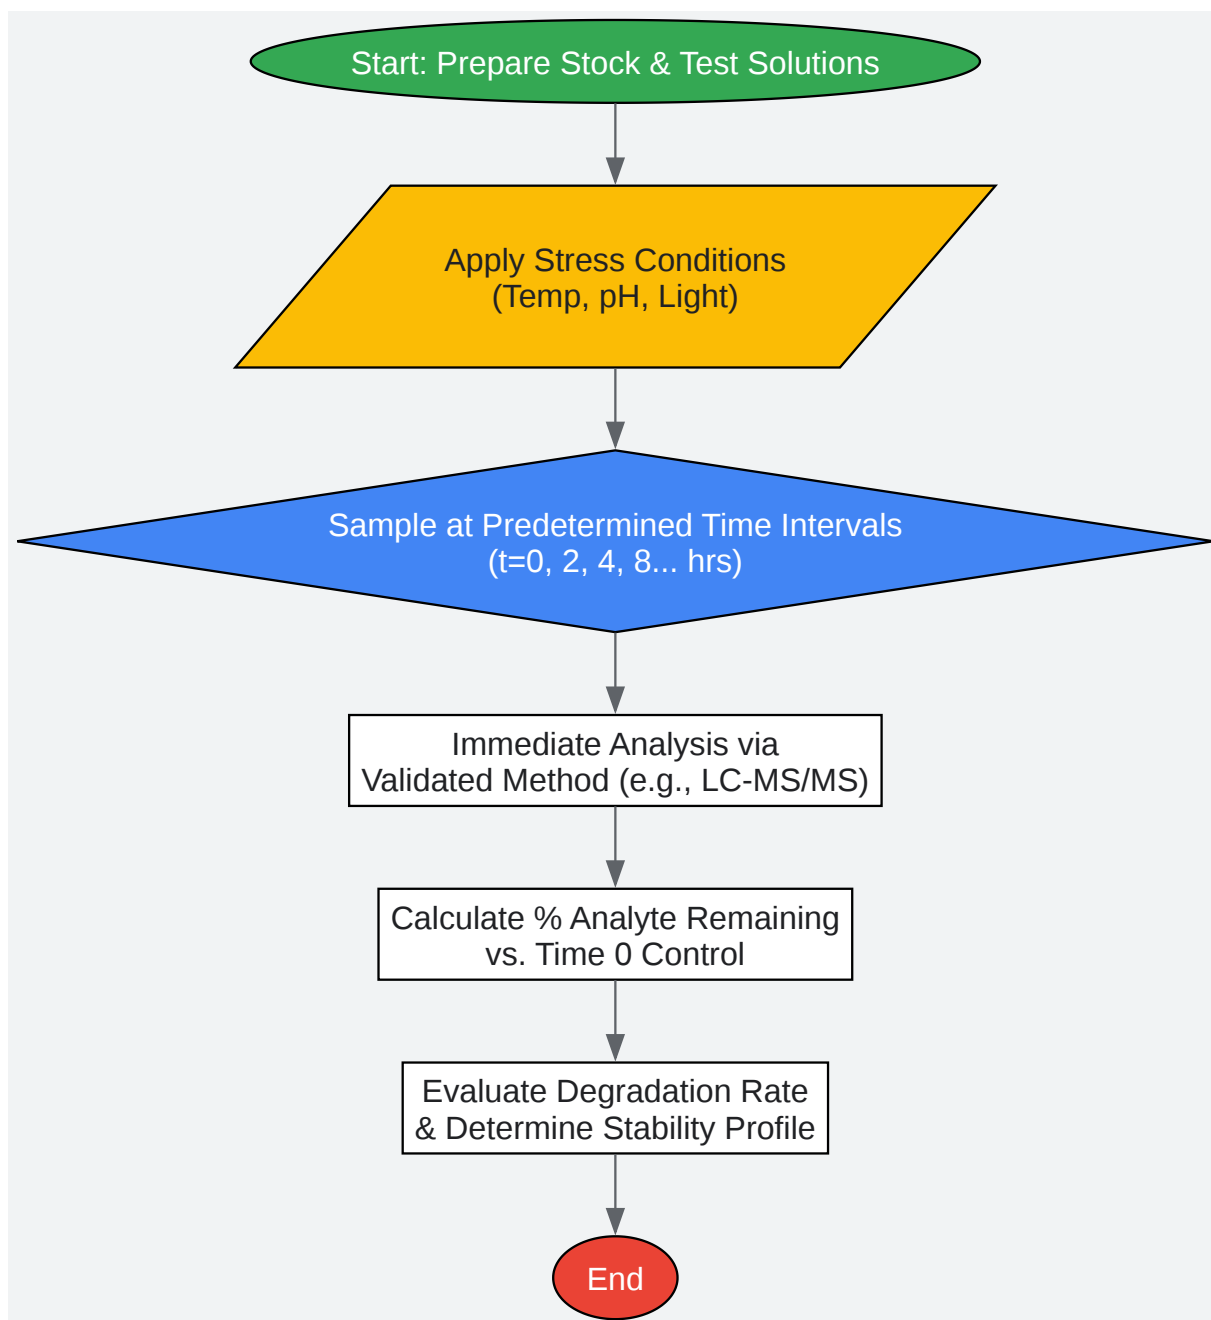 Start: Prepare Stock & Test Solutions
Apply Stress Conditions
(Temp, pH, Light)
Sample at Predetermined Time Intervals
(t=0, 2, 4, 8... hrs)
Immediate Analysis via
Validated Method (e.g., LC-MS/MS)
Calculate % Analyte Remaining
vs. Time 0 Control
Evaluate Degradation Rate
& Determine Stability Profile
End